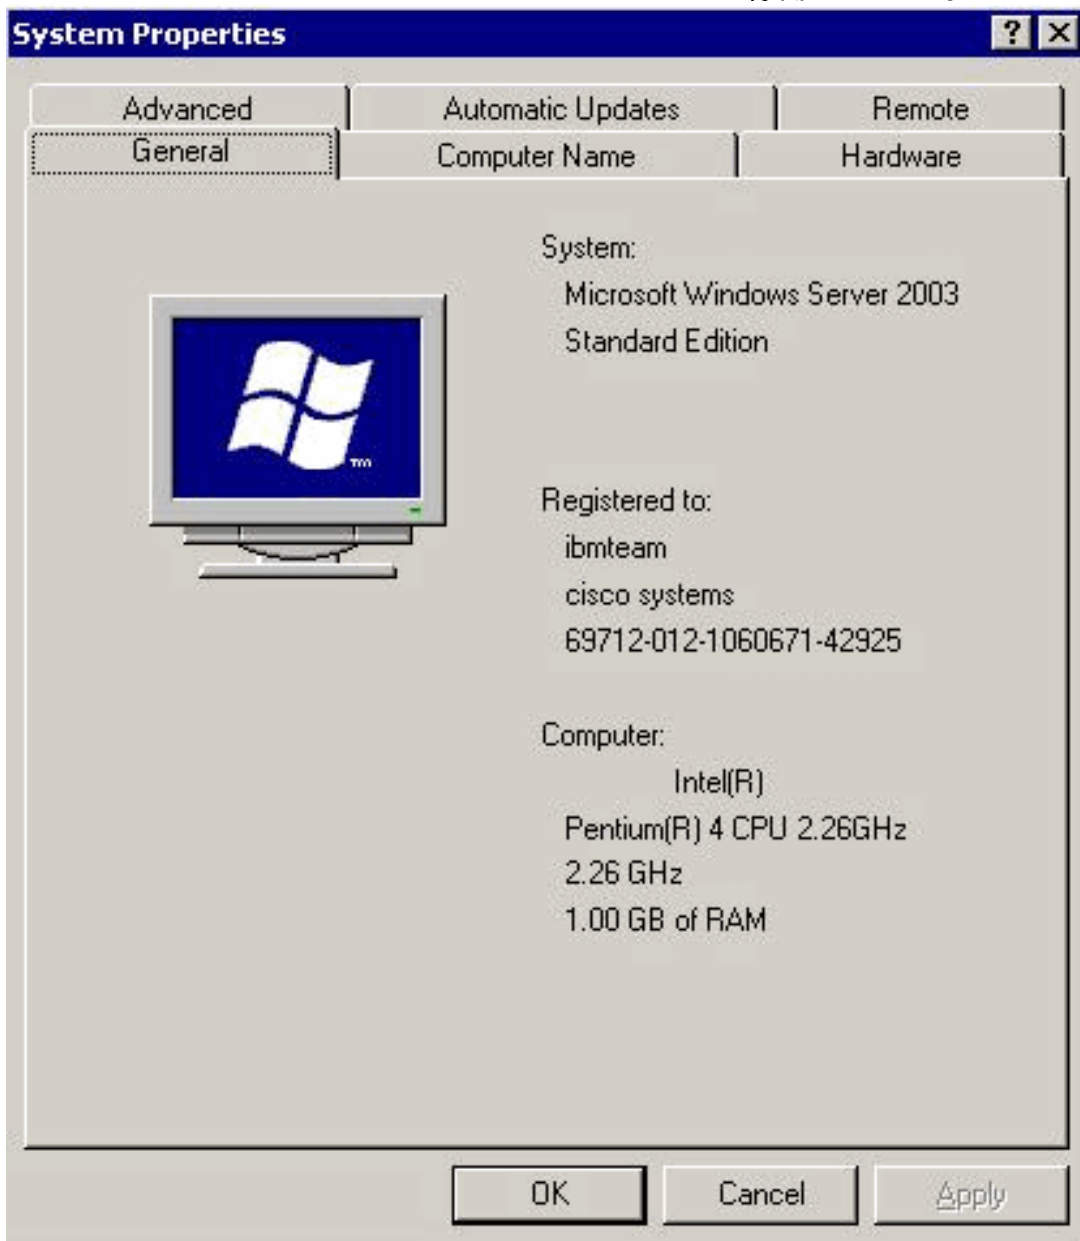 System Properties
Advanced Automatic Updates Remote
General Computer Name Hardware
System:
Microsoft Windows Server 2003
Standard Edition
TM
Registered to:
ibmteam
cisco systems
69712-012-1060671-42925
Computer:
Intel(R)
Pentium(R) 4 CPU 2.26GHz
2.26 GHz
1.00 GB of RAM
OK Cancel Apply